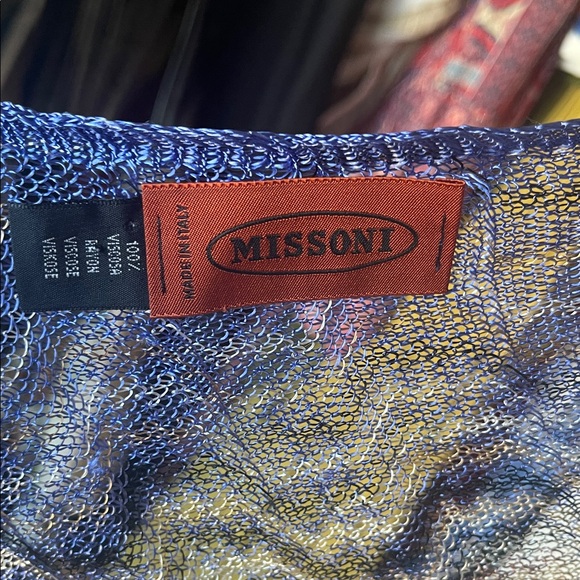 100%
VISCOSA
RAYON
VISCOSE
VISKOSE
MADE IN ITALY
MISSONI